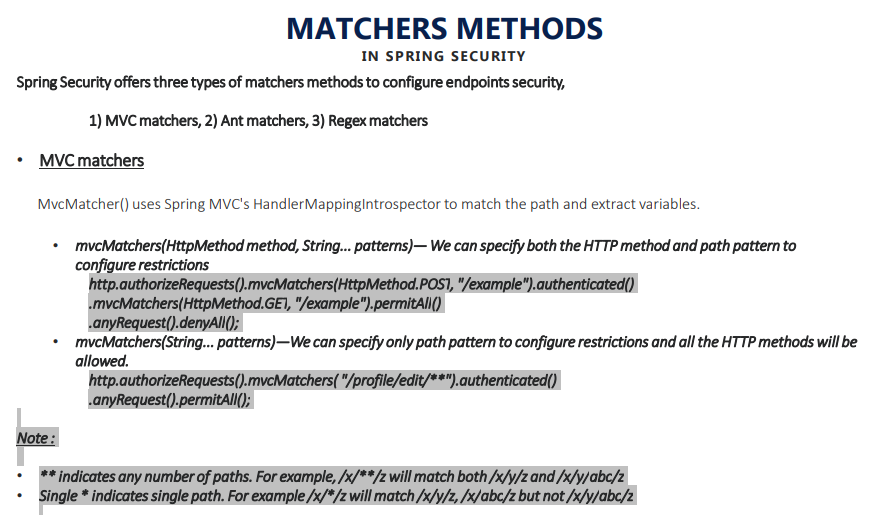 MATCHERS METHODS
IN SPRING SECURITY
Spring Security offers three types of matchers methods to configure endpoints security,
1) MVC matchers, 2) Ant matchers, 3) Regex matchers
• MVC matchers
MvcMatcher() uses Spring MVC's HandlerMappingIntrospector to match the path and extract variables.
• mvcMatchers(HttpMethod method, String... patterns)— We can specify both the HTTP method and path pattern to
configure restrictions
http.authorizeRequests().mvcMatchers(HttpMethod.POST, "/example").authenticated()
.mvcMatchers(HttpMethod.GET, "/example").permitAll()
.anyRequest().denyAll();
• mvcMatchers(String... patterns)—We can specify only path pattern to configure restrictions and all the HTTP methods will be
allowed.
http.authorizeRequests().mvcMatchers( "/profile/edit/**").authenticated()
.anyRequest().permitAll();
Note :
• ** indicates any number of paths. For example, /x/**/z will match both /x/y/z and /x/y/abc/z
• Single * indicates single path. For example /x/*/z will match /x/y/z, /x/abc/z but not /x/y/abc/z